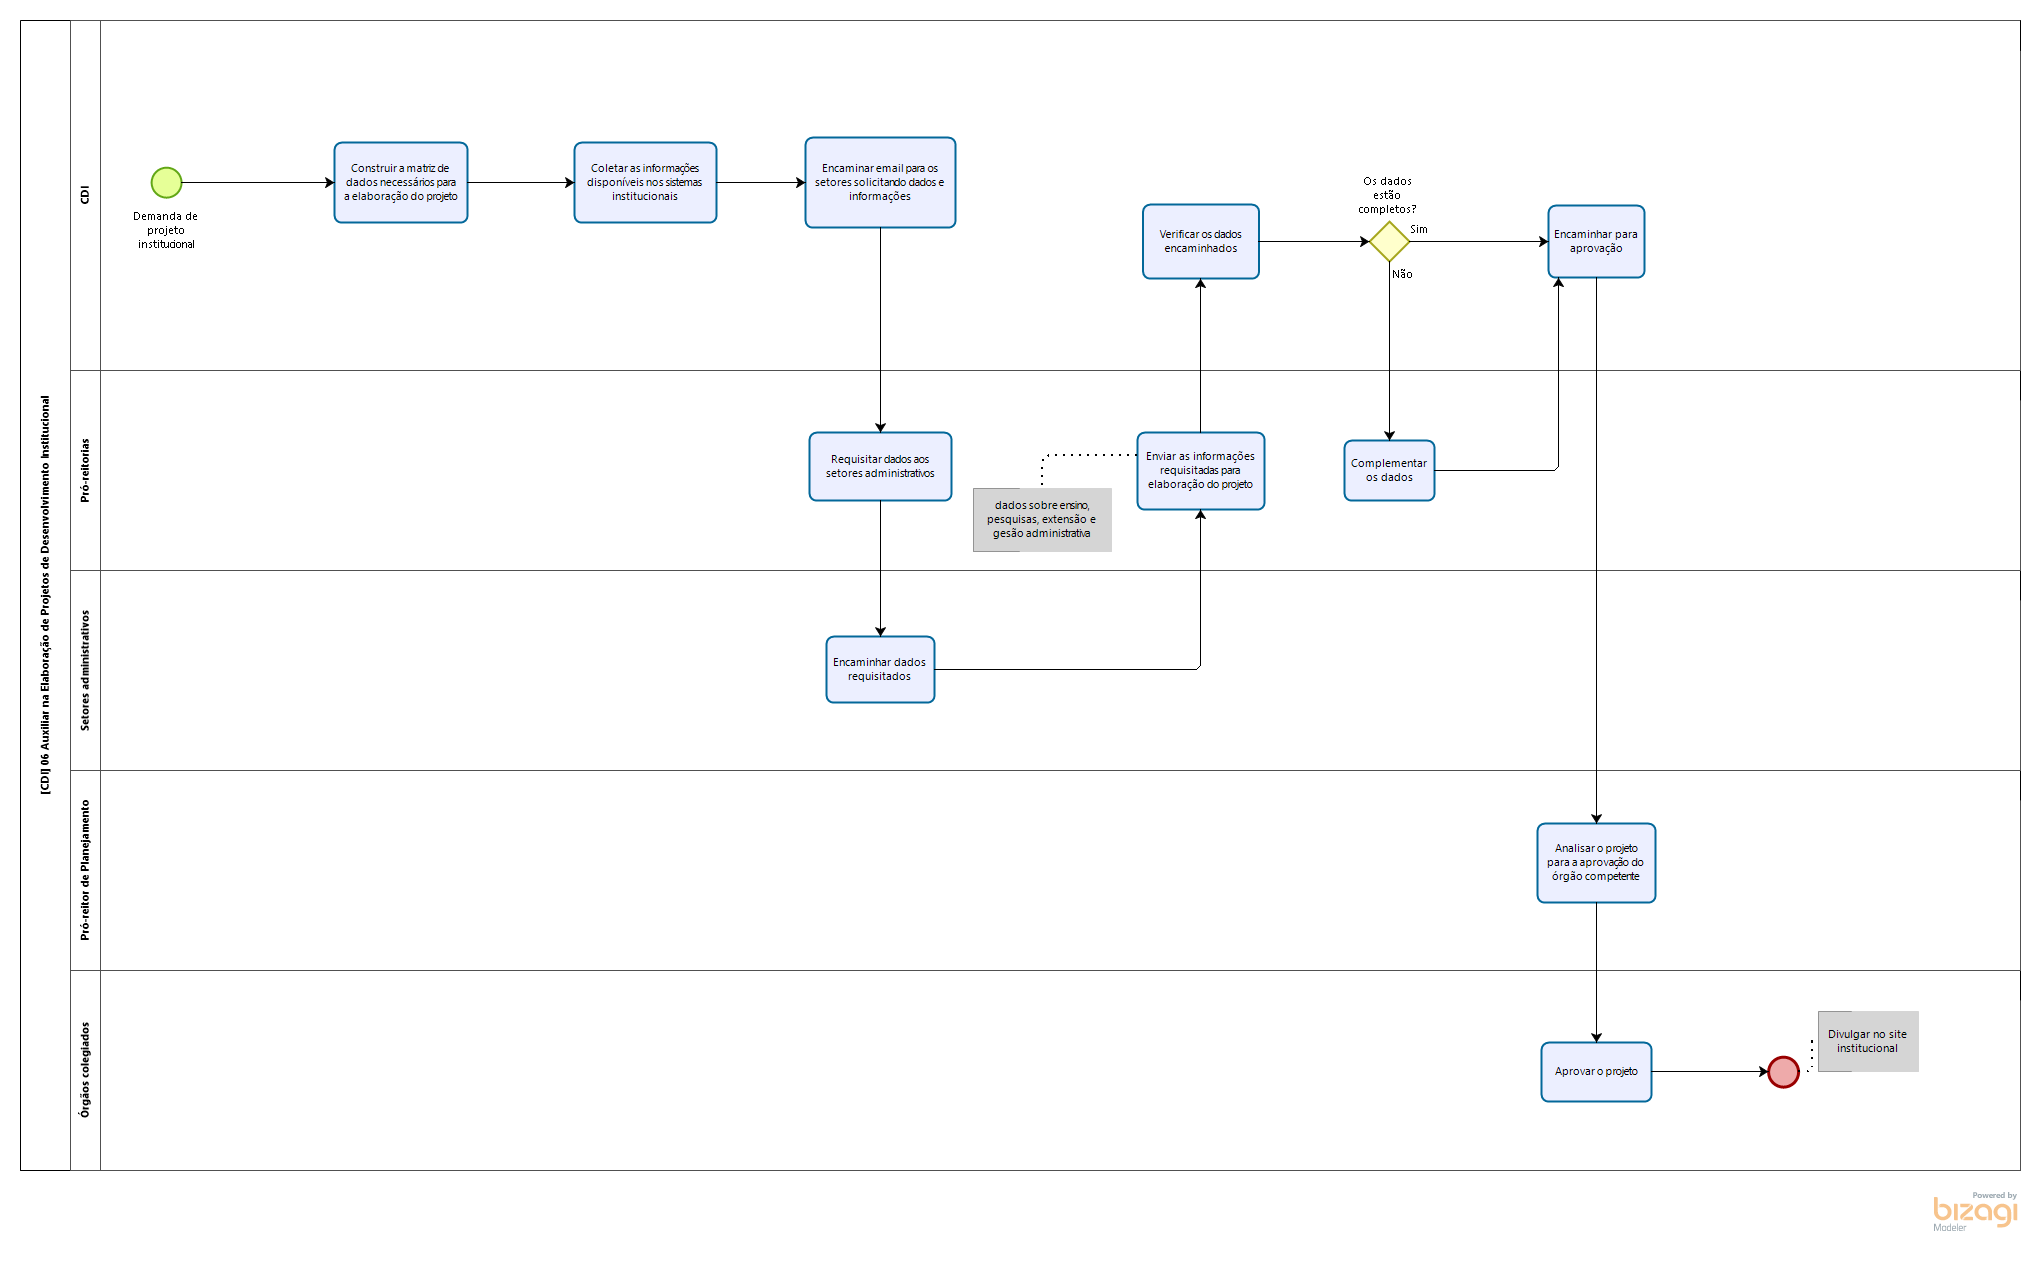 [CDI] 06 Auxiliar na Elaboração de Projetos de Desenvolvimento Institucional
CDI
Demanda de
projeto
institucional
Construir a matriz de
dados necessários para
a elaboração do projeto
Coletar as informações
disponíveis nos sistemas
institucionais
Encaminar email para os
setores solicitando dados e
informações
Verificar os dados
encaminhados
Os dados
estão
completos?
Sim
Não
Encaminhar para
aprovação
Pró-reitorias
Requisitar dados aos
setores administrativos
dados sobre ensino,
pesquisas, extensão e
gesão administrativa
Enviar as informações
requisitadas para
elaboração do projeto
Complementar
os dados
Setores administrativos
Encaminhar dados
requisitados
Pró-reitor de Planejamento
Analisar o projeto
para a aprovação do
órgão competente
Órgãos colegiados
Aprovar o projeto
Divulgar no site
institucional
Powered by
bizagi
Modeler